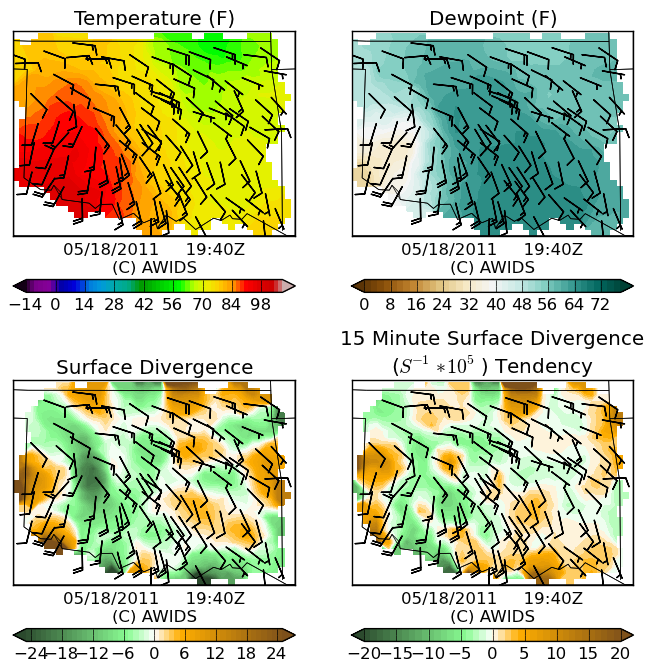 Temperature (F)
Dewpoint (F)
05/18/2011 19:40Z
(C) AWIDS
05/18/2011 19:40Z
(C) AWIDS
−14 0 14 28 42 56 70 84 98
0 8 16 24 32 40 48 56 64 72
Surface Divergence
15 Minute Surface Divergence
(S⁻¹ *10⁵ ) Tendency
05/18/2011 19:40Z
(C) AWIDS
05/18/2011 19:40Z
(C) AWIDS
−24 −18 −12 −6 0 6 12 18 24
−20 −15 −10 −5 0 5 10 15 20